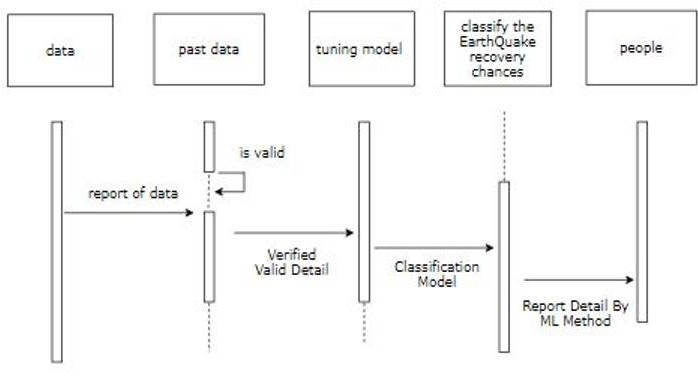 data
past data
tuning model
classify the
EarthQuake
recovery
chances
people
is valid
report of data
Verified
Valid Detail
Classification
Model
Report Detail By
ML Method